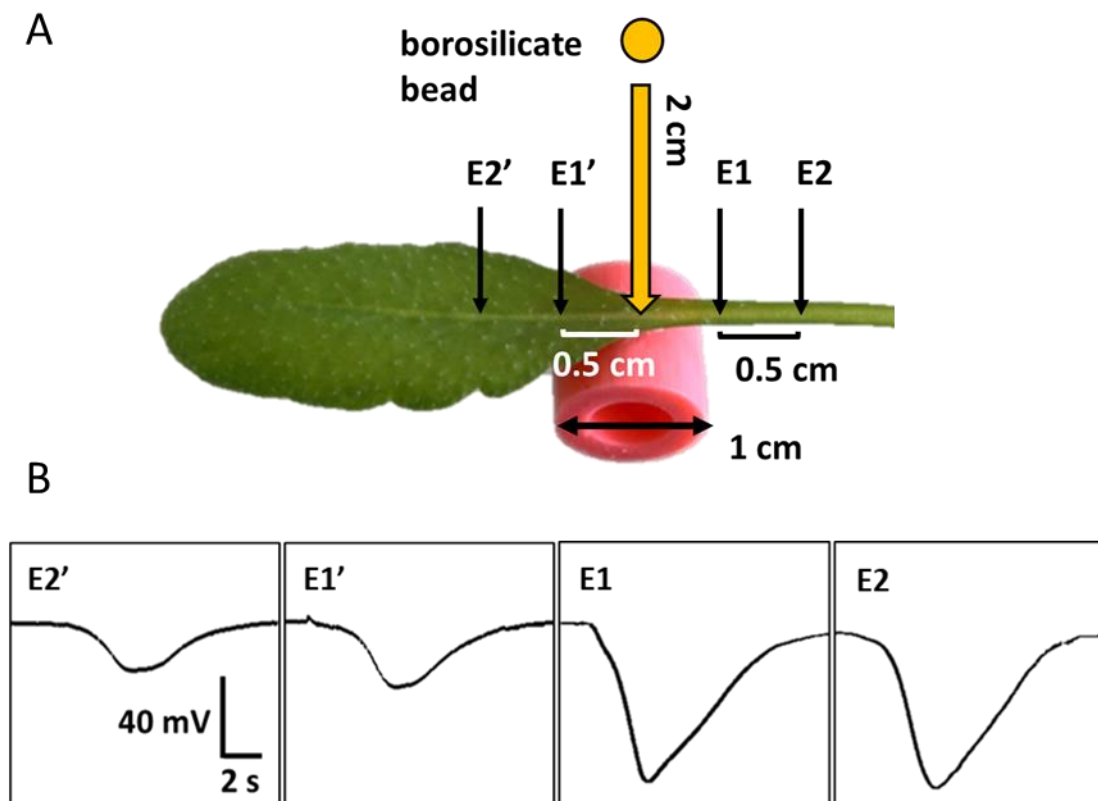 A
borosilicate
bead
2 cm
E2’ E1’ E1 E2
0.5 cm 0.5 cm
1 cm
B
E2’ E1’ E1 E2
40 mV
2 s